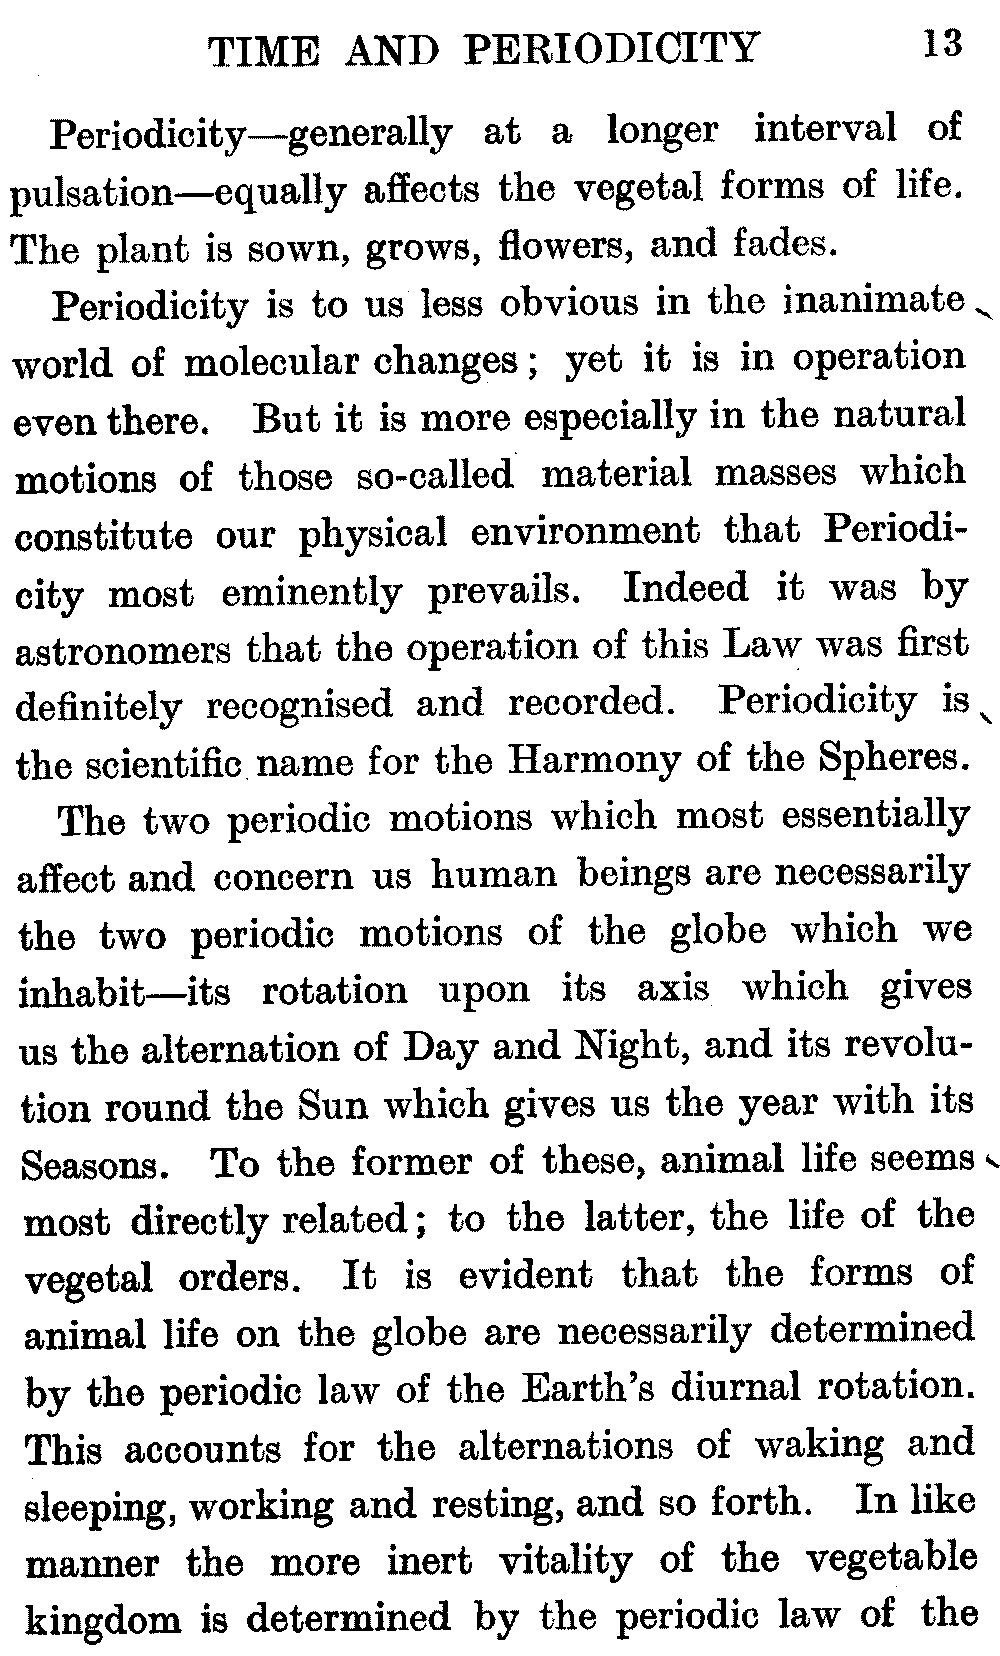 TIME AND PERIODICITY 13
Periodicity—generally at a longer interval of
pulsation—equally affects the vegetal forms of life.
The plant is sown, grows, flowers, and fades.
Periodicity is to us less obvious in the inanimate
world of molecular changes; yet it is in operation
even there. But it is more especially in the natural
motions of those so-called material masses which
constitute our physical environment that Periodi-
city most eminently prevails. Indeed it was by
astronomers that the operation of this Law was first
definitely recognised and recorded. Periodicity is
the scientific name for the Harmony of the Spheres.
The two periodic motions which most essentially
affect and concern us human beings are necessarily
the two periodic motions of the globe which we
inhabit—its rotation upon its axis which gives
us the alternation of Day and Night, and its revolu-
tion round the Sun which gives us the year with its
Seasons. To the former of these, animal life seems
most directly related; to the latter, the life of the
vegetal orders. It is evident that the forms of
animal life on the globe are necessarily determined
by the periodic law of the Earth's diurnal rotation.
This accounts for the alternations of waking and
sleeping, working and resting, and so forth. In like
manner the more inert vitality of the vegetable
kingdom is determined by the periodic law of the